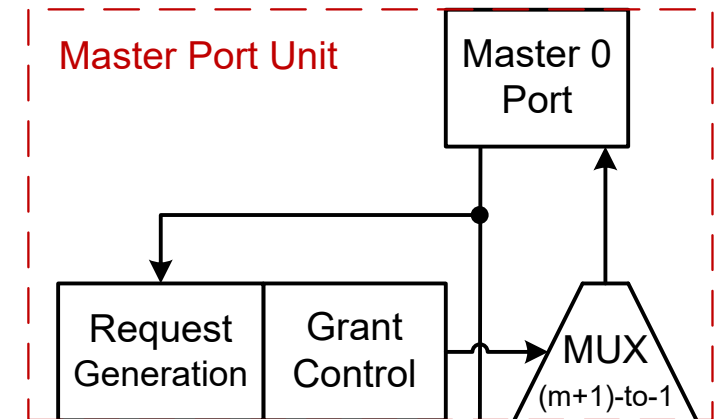 Master Port Unit
Master 0
Port
Request
Generation
Grant
Control
MUX
(m+1)-to-1